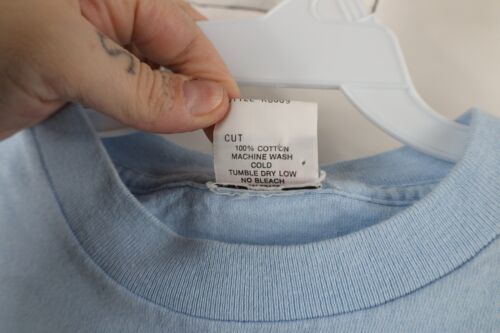 CUT
100% COTTON
MACHINE WASH
COLD
TUMBLE DRY LOW
NO BLEACH